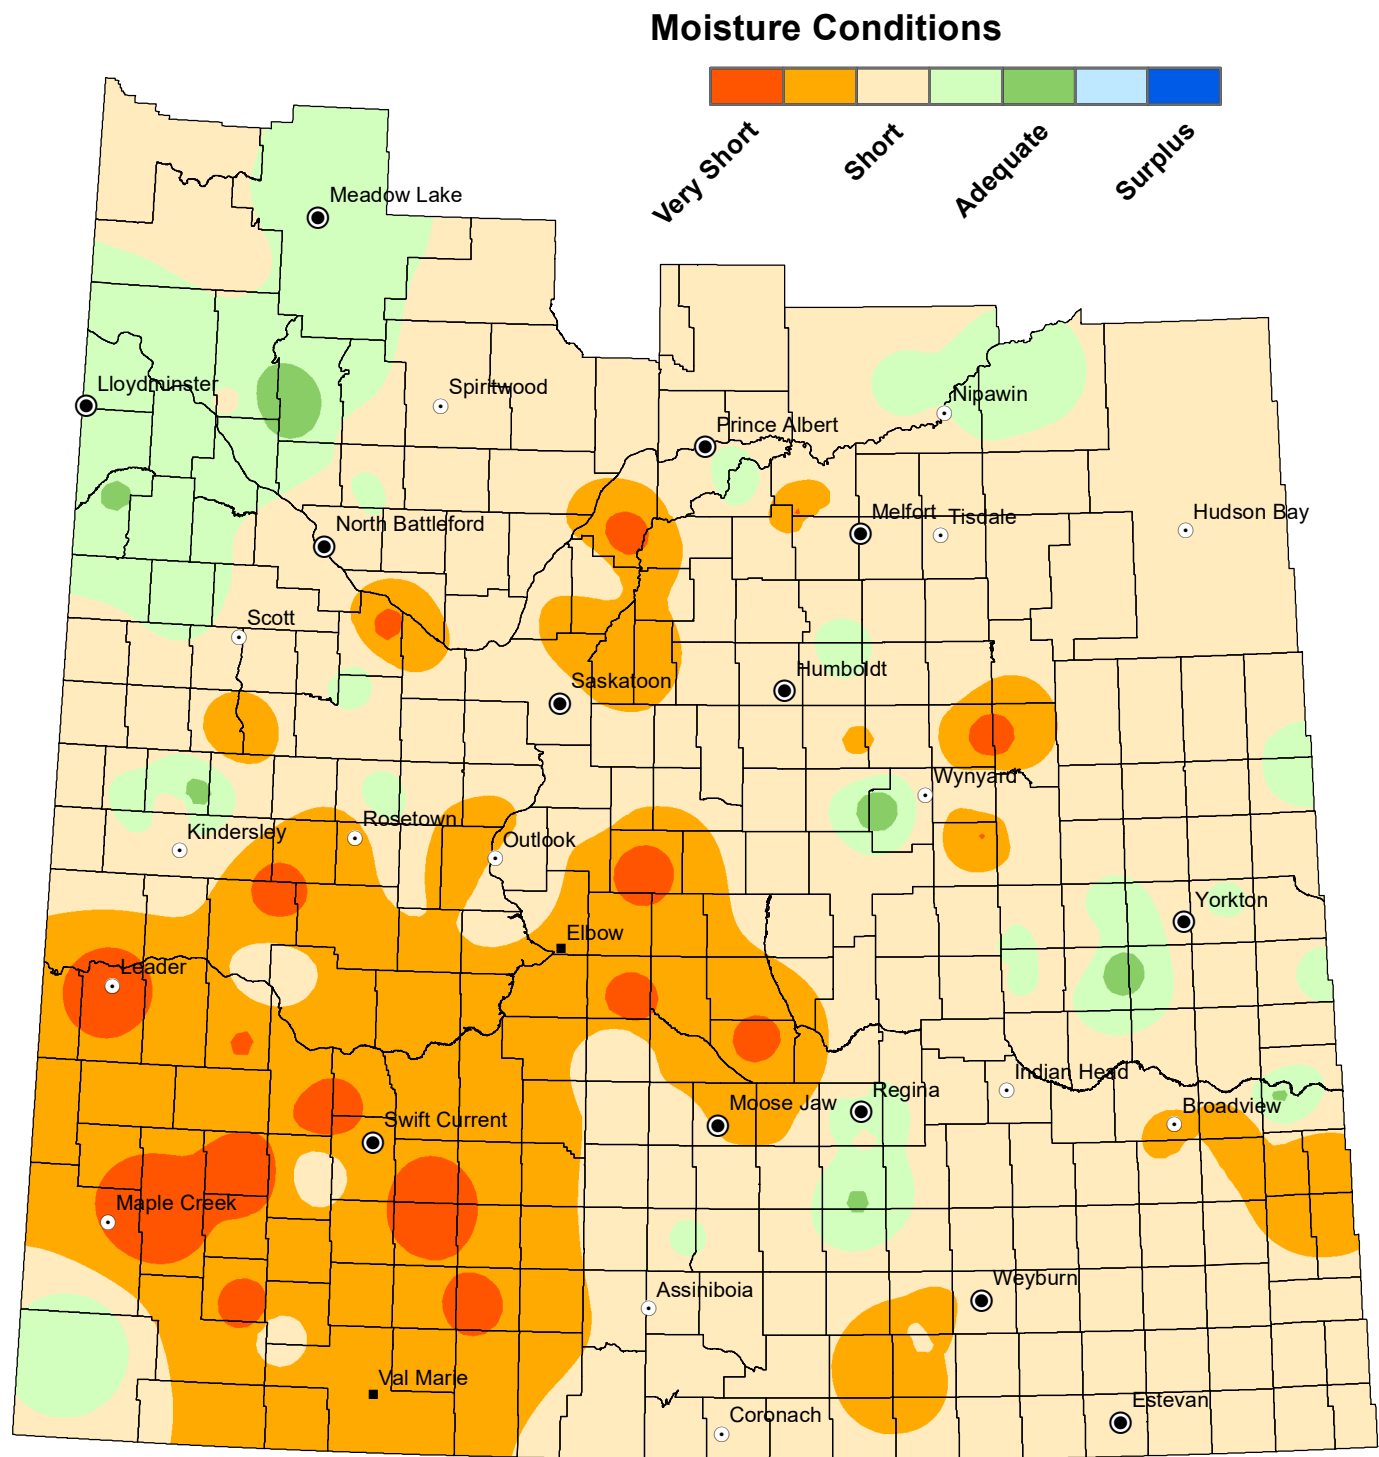 Moisture Conditions
Very Short
Short
Adequate
Surplus
Meadow Lake
Lloydminster
Spiritwood
Nipawin
Prince Albert
North Battleford
Melfort
Tisdale
Hudson Bay
Scott
Saskatoon
Humboldt
Wynyard
Kindersley
Rosetown
Outlook
Yorkton
Elbow
Leader
Indian Head
Regina
Moose Jaw
Broadview
Swift Current
Maple Creek
Assiniboia
Weyburn
Val Marie
Coronach
Estevan